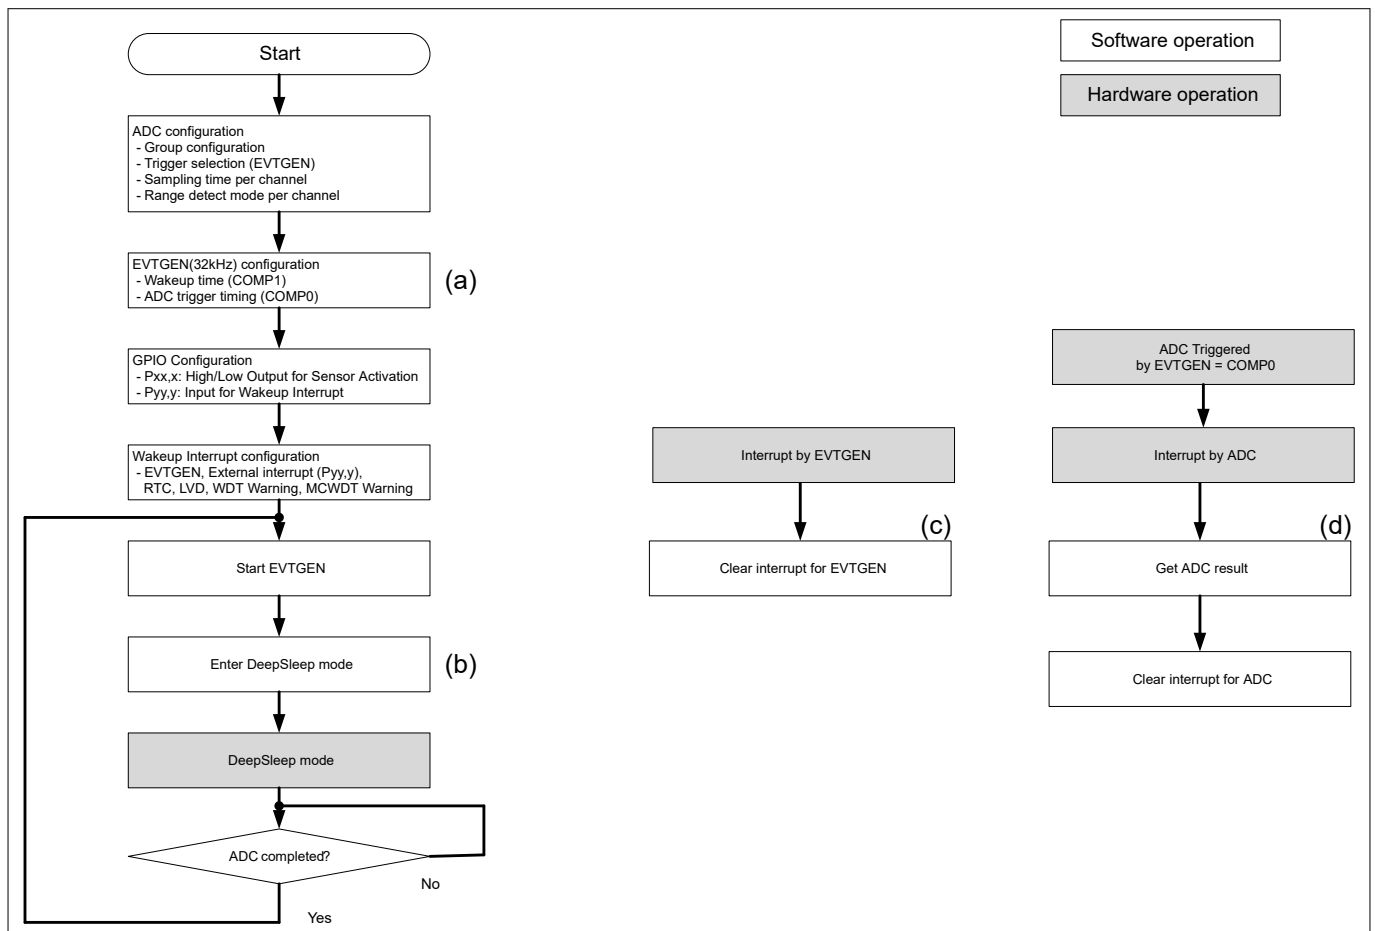 Start
Software operation
Hardware operation
ADC configuration
- Group configuration
- Trigger selection (EVTGEN)
- Sampling time per channel
- Range detect mode per channel
EVTGEN(32kHz) configuration
- Wakeup time (COMP1)
- ADC trigger timing (COMP0)
(a)
GPIO Configuration
- Pxx,x: High/Low Output for Sensor Activation
- Pyy,y: Input for Wakeup Interrupt
Wakeup Interrupt configuration
- EVTGEN, External interrupt (Pyy,y),
RTC, LVD, WDT Warning, MCWDT Warning
Start EVTGEN
Enter DeepSleep mode
(b)
DeepSleep mode
ADC completed?
No
Yes
Interrupt by EVTGEN
(c)
Clear interrupt for EVTGEN
ADC Triggered
by EVTGEN = COMP0
Interrupt by ADC
(d)
Get ADC result
Clear interrupt for ADC